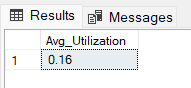 Results Messages
Avg_Utilization
1 0.16